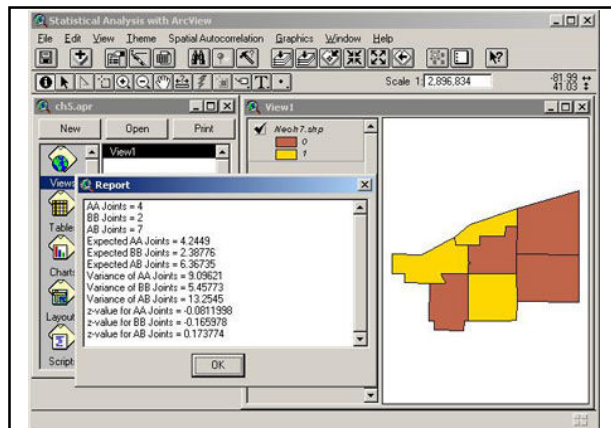 Statistical Analysis with ArcView
File Edit View Theme Spatial Autocorrelation Graphics Window Help
Scale 1: 2,896,834
-81.99
41.03
ch5.apr
New Open Print
Views
View1
Tables
Charts
Layouts
Scripts
View1
Neoh7.shp
0
1
Report
AA Joints = 4
BB Joints = 2
AB Joints = 7
Expected AA Joints = 4.2449
Expected BB Joints = 2.38776
Expected AB Joints = 6.36735
Variance of AA Joints = 9.09621
Variance of BB Joints = 5.45773
Variance of AB Joints = 13.2545
z-value for AA Joints = -0.0811998
z-value for BB Joints = -0.165978
z-value for AB Joints = 0.173774
OK